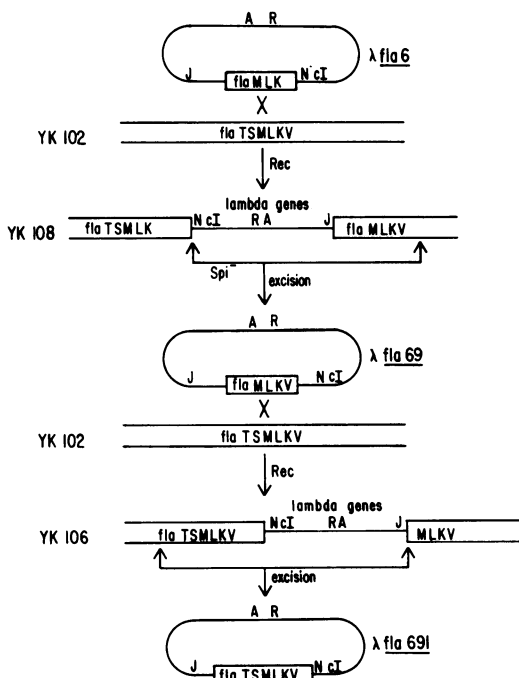 A R
λ fla 6
J fla MLK N cI
X
YK 102 fla TSMLKV
Rec
lambda genes
N cI R A J
YK 108 fla TSMLK fla MLKV
Spi⁻ excision
A R
λ fla 69
J fla MLKV N cI
X
YK 102 fla TSMLKV
Rec
lambda genes
N cI R A J
YK 106 fla TSMLKV MLKV
excision
A R
λ fla 691
J fla TSMLKV N cI